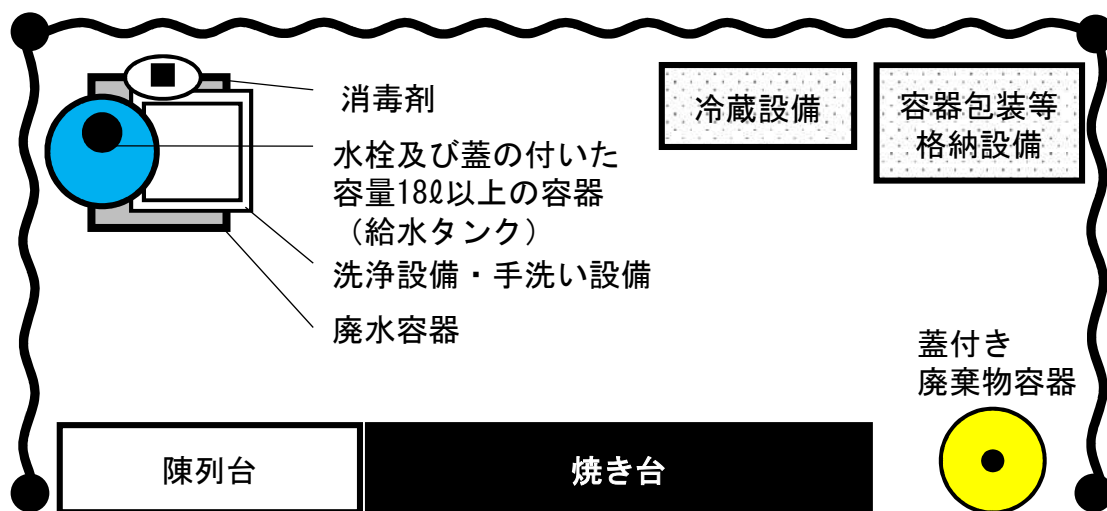 消毒剤
水栓及び蓋の付いた
容量18ℓ以上の容器
（給水タンク）
洗浄設備・手洗い設備
廃水容器
冷蔵設備
容器包装等
格納設備
蓋付き
廃棄物容器
陳列台
焼き台